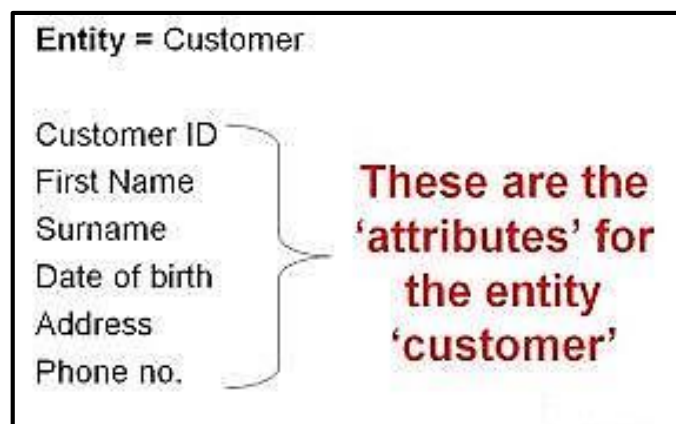 Entity = Customer
Customer ID
First Name
Surname
Date of birth
Address
Phone no.
These are the
‘attributes’ for
the entity
‘customer’